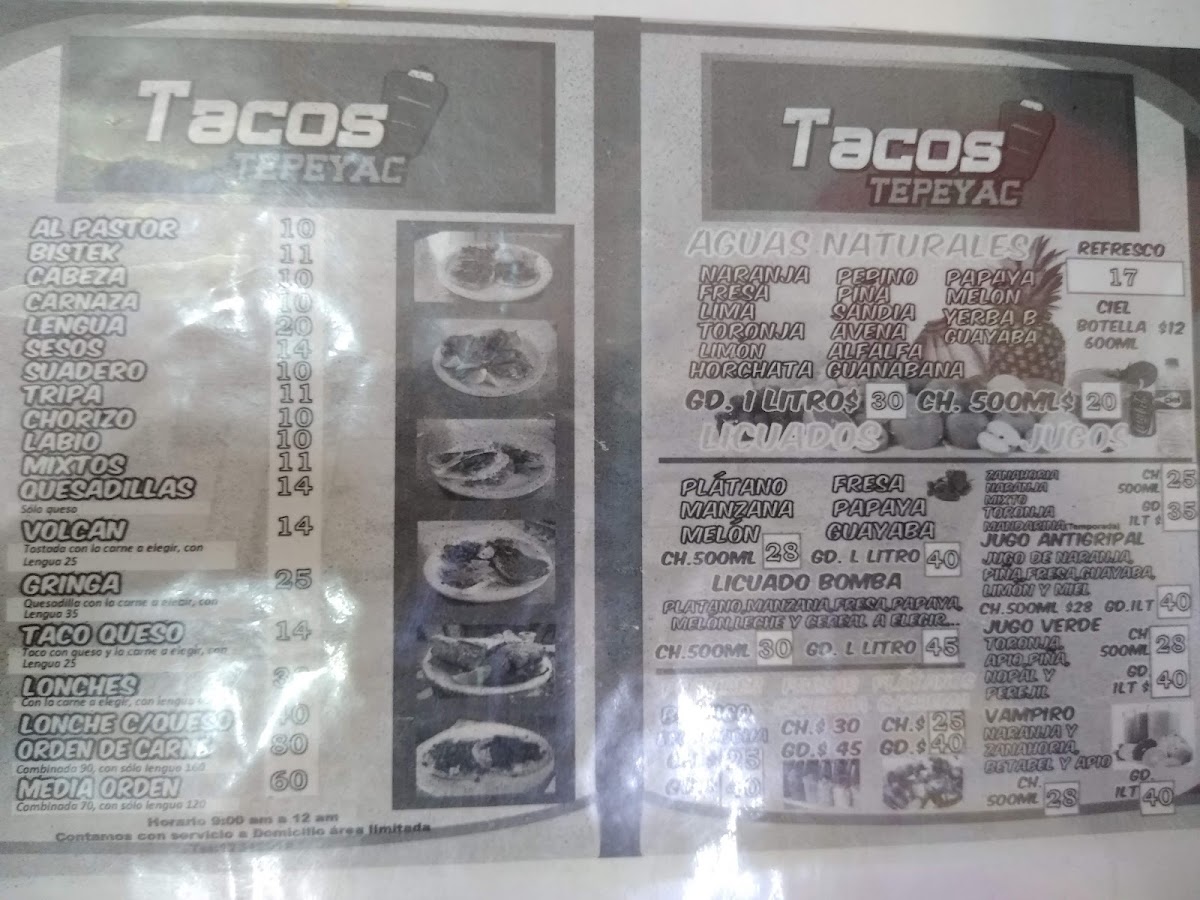 Tacos
TEPEYAC
AL PASTOR 10
BISTEK 11
CABEZA 10
CARNAZA 10
LENGUA 20
SESOS 14
SUADERO 10
TRIPA 11
CHORIZO 10
LABIO 10
MIXTOS 11
QUESADILLAS 14
Sólo queso
VOLCÁN 14
Tostada con la carne a elegir, con
Lengua 25
GRINGA 25
Quesadilla con la carne a elegir, con
Lengua 35
TACO QUESO 14
Taco con queso y la carne a elegir, con
Lengua 25
LONCHES
Con la carne a elegir, con lengua
LONCHE C/QUESO
ORDEN DE CARNE 80
Combinada 90, con sólo lengua 160
MEDIA ORDEN 60
Combinada 70, con sólo lengua 120
Horario 9:00 am a 12 am
Contamos con servicio a Domicilio área limitada
Tacos
TEPEYAC
AGUAS NATURALES
NARANJA PEPINO PAPAYA
FRESA PIÑA MELÓN
LIMA SANDIA YERBA B.
TORONJA AVENA GUAYABA
LIMÓN ALFALFA
HORCHATA GUANABANA
REFRESCO
17
CIEL
BOTELLA $12
600ML
GD. 1 LITRO$ 30 CH. 500ML$ 20
LICUADOS
PLÁTANO FRESA
MANZANA PAPAYA
MELÓN GUAYABA
CH.500ML 28 GD. L LITRO 40
LICUADO BOMBA
PLATANO,MANZANA,FRESA,PAPAYA,
MELON,LECHE Y CEREAL A ELEGIR...
CH.500ML 30 GD. L LITRO 45
CH.$ 30 CH.$ 25
GD.$ 45 GD.$ 40
JUGOS
ZANAHORIA
NARANJA
MIXTO
TORONJA
MANDARINA(Temporada)
CH 25
500ML
GD 35
1LT $
JUGO ANTIGRIPAL
JUGO DE NARANJA,
PIÑA,FRESA,GUAYABA,
LIMÓN Y MIEL
CH.500ML $28 GD.1LT 40
JUGO VERDE
TORONJA,
APIO,PIÑA,
NOPAL Y
PEREJIL
CH 28
500ML
GD. 40
1LT $
VAMPIRO
NARANJA Y
ZANAHORIA,
BETABEL Y APIO
CH. 28
500ML
GD. 40
1LT